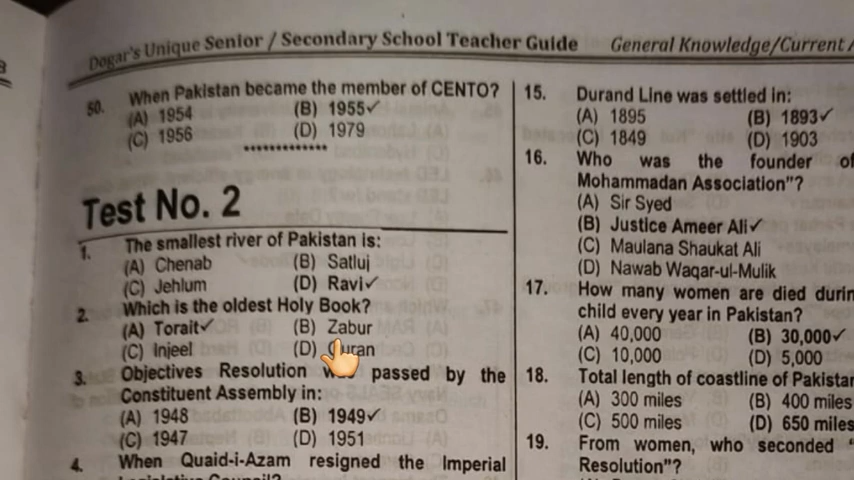 Dogar's Unique Senior / Secondary School Teacher Guide
General Knowledge/Current
50. When Pakistan became the member of CENTO?
(A) 1954 (B) 1955✓
(C) 1956 (D) 1979
************
Test No. 2
1. The smallest river of Pakistan is:
(A) Chenab (B) Satluj
(C) Jehlum (D) Ravi✓
2. Which is the oldest Holy Book?
(A) Torait✓ (B) Zabur
(C) Injeel (D) Quran
3. Objectives Resolution was passed by the
Constituent Assembly in:
(A) 1948 (B) 1949✓
(C) 1947 (D) 1951
4. When Quaid-i-Azam resigned the Imperial
15. Durand Line was settled in:
(A) 1895 (B) 1893✓
(C) 1849 (D) 1903
16. Who was the founder of
Mohammadan Association"?
(A) Sir Syed
(B) Justice Ameer Ali✓
(C) Maulana Shaukat Ali
(D) Nawab Waqar-ul-Mulik
17. How many women are died durin
child every year in Pakistan?
(A) 40,000 (B) 30,000✓
(C) 10,000 (D) 5,000
18. Total length of coastline of Pakistan
(A) 300 miles (B) 400 miles
(C) 500 miles (D) 650 miles
19. From women, who seconded "
Resolution"?